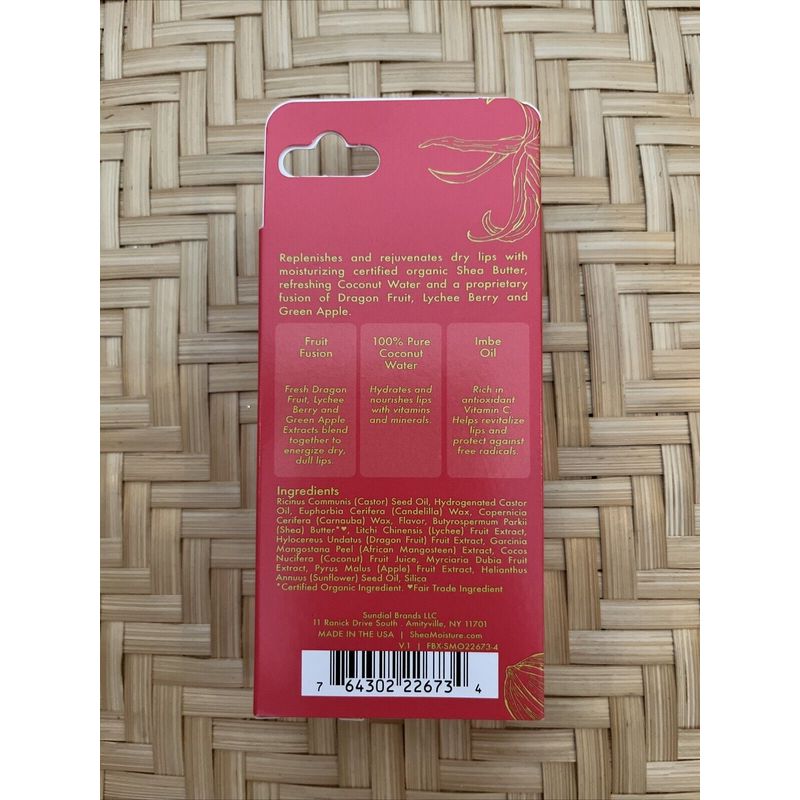 Replenishes and rejuvenates dry lips with
moisturizing certified organic Shea Butter,
refreshing Coconut Water and a proprietary
fusion of Dragon Fruit, Lychee Berry and
Green Apple.
Fruit
Fusion
Fresh Dragon
Fruit, Lychee
Berry and
Green Apple
Extracts blend
together to
energize dry,
dull lips.
100% Pure
Coconut
Water
Hydrates and
nourishes lips
with vitamins
and minerals.
Imbe
Oil
Rich in
antioxidant
Vitamin C.
Helps revitalize
lips and
protect against
free radicals.
Ingredients
Ricinus Communis (Castor) Seed Oil, Hydrogenated Castor
Oil, Euphorbia Cerifera (Candelilla) Wax, Copernicia
Cerifera (Carnauba) Wax, Flavor, Butyrospermum Parkii
(Shea) Butter*♥, Litchi Chinensis (Lychee) Fruit Extract,
Hylocereus Undatus (Dragon Fruit) Fruit Extract, Garcinia
Mangostana Peel (African Mangosteen) Extract, Cocos
Nucifera (Coconut) Fruit Juice, Myrciaria Dubia Fruit
Extract, Pyrus Malus (Apple) Fruit Extract, Helianthus
Annuus (Sunflower) Seed Oil, Silica
*Certified Organic Ingredient. ♥Fair Trade Ingredient
Sundial Brands LLC
11 Ranick Drive South . Amityville, NY 11701
MADE IN THE USA | SheaMoisture.com
V.1 | FBX-SMO22673-4
7 64302 22673 4